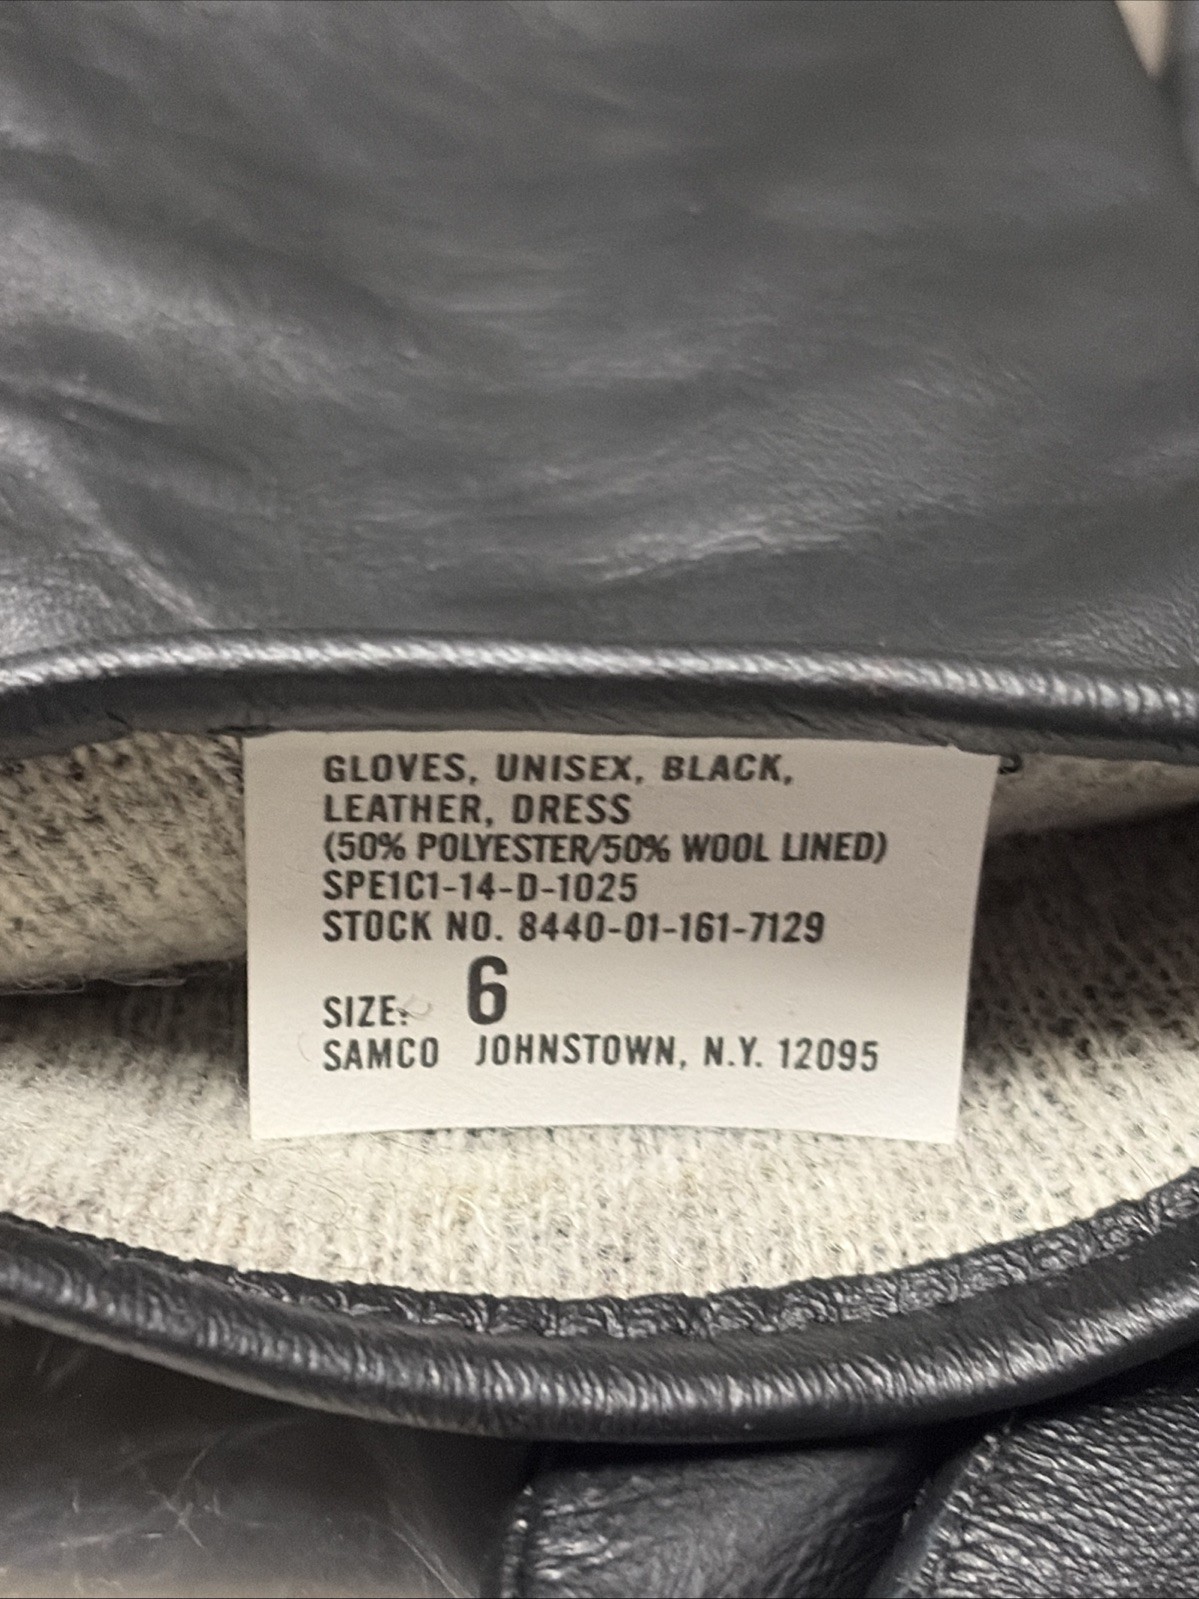 GLOVES, UNISEX, BLACK,
LEATHER, DRESS
(50% POLYESTER/50% WOOL LINED)
SPE1C1-14-D-1025
STOCK NO. 8440-01-161-7129
SIZE: 6
SAMCO JOHNSTOWN, N.Y. 12095